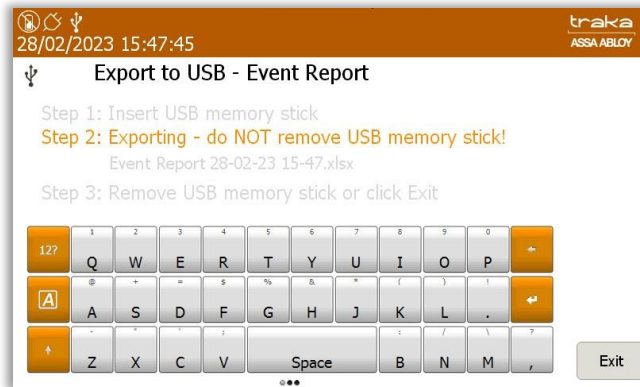 traka
28/02/2023 15:47:45
ASSA ABLOY
Export to USB - Event Report
Step 1: Insert USB memory stick
Step 2: Exporting - do NOT remove USB memory stick!
Event Report 28-02-23 15-47.xlsx
Step 3: Remove USB memory stick or click Exit
1 2 3 4 5 6 7 8 9 0
12? Q W E R T Y U I O P
@ + = $ % & * ( ) !
A A S D F G H J K L .
- " ' ; : / \ ?
Z X C V Space B N M ,
Exit